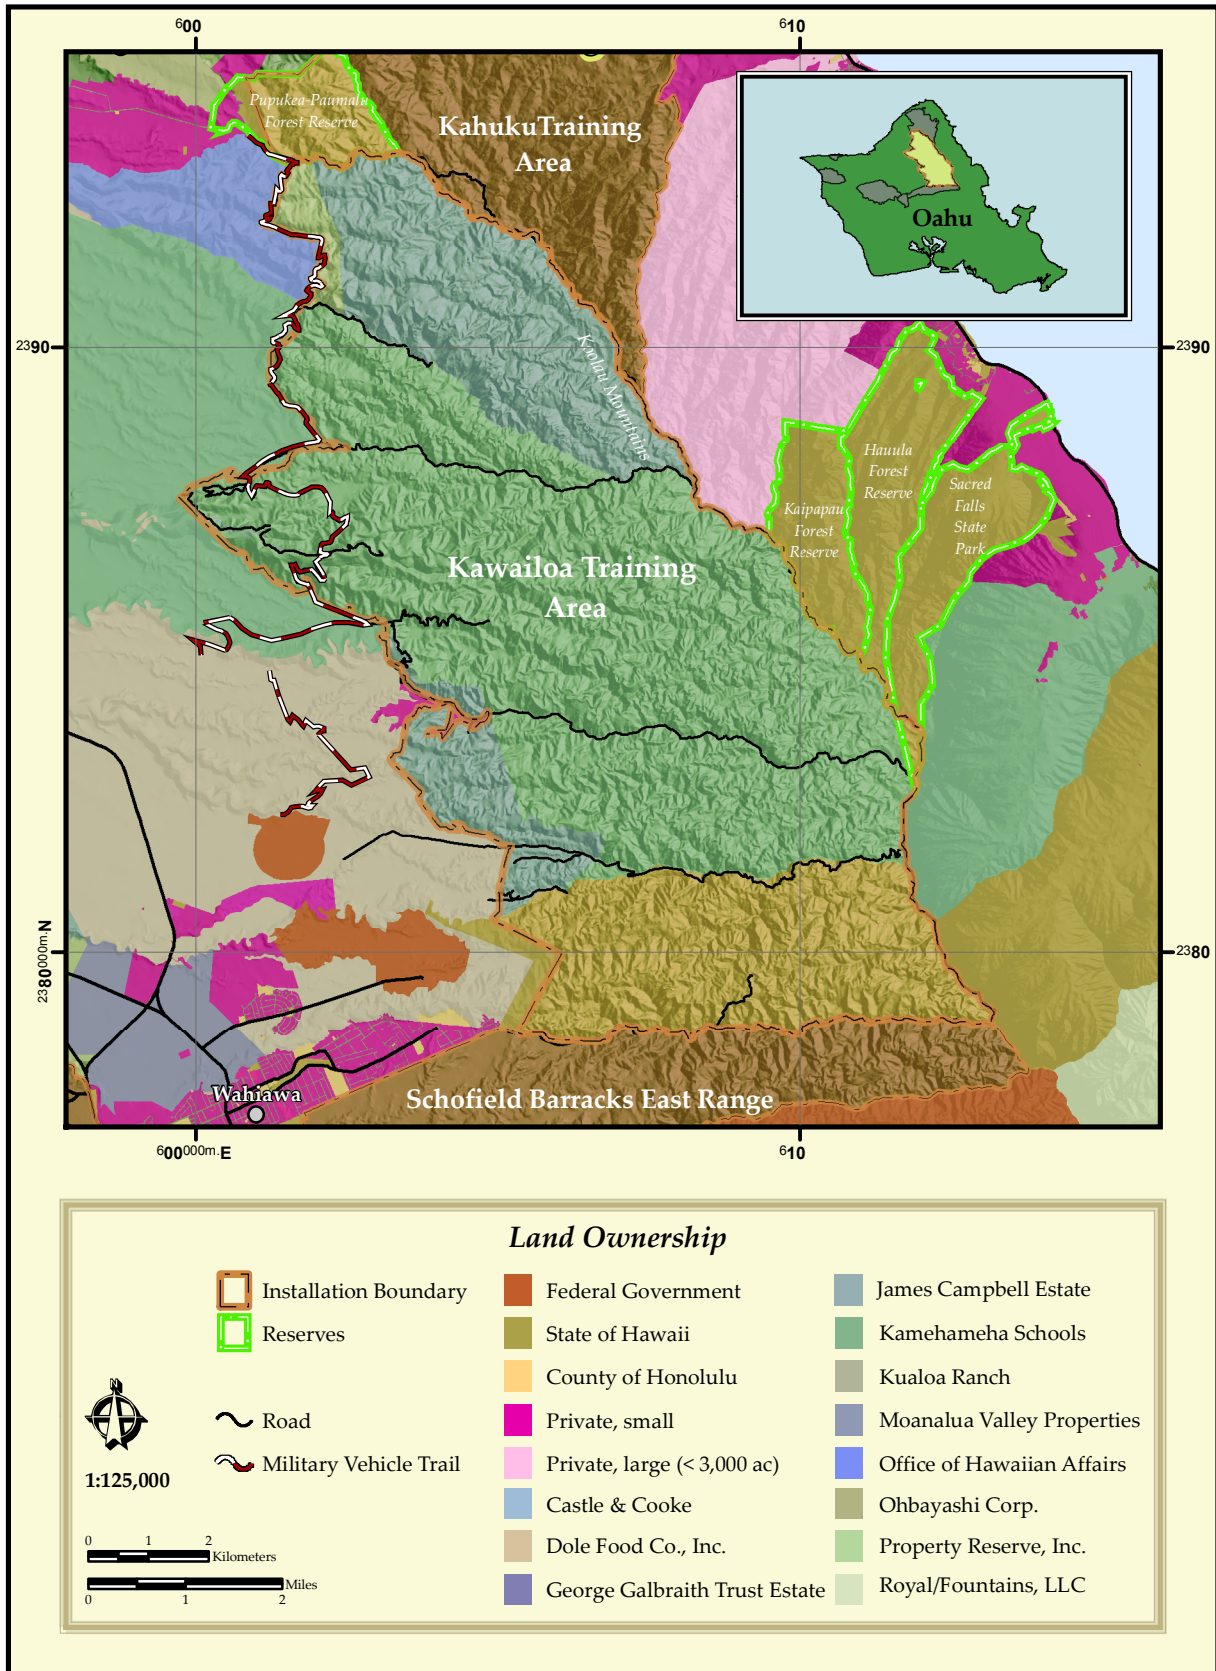 ⁶00
⁶10
Pupukea-Paumalu
Forest Reserve
KahukuTraining
Area
Oahu
²³90
²³90
Koolau Mountains
Hauula
Forest
Reserve
Sacred
Falls
State
Park
Kaipapau
Forest
Reserve
Kawailoa Training
Area
²³80⁰⁰⁰ᵐ·N
²³80
Wahiawa
Schofield Barracks East Range
⁶00⁰⁰⁰ᵐ·E
⁶10
Land Ownership
Installation Boundary
Reserves
Road
Military Vehicle Trail
Federal Government
State of Hawaii
County of Honolulu
Private, small
Private, large (< 3,000 ac)
Castle & Cooke
Dole Food Co., Inc.
George Galbraith Trust Estate
James Campbell Estate
Kamehameha Schools
Kualoa Ranch
Moanalua Valley Properties
Office of Hawaiian Affairs
Ohbayashi Corp.
Property Reserve, Inc.
Royal/Fountains, LLC
N
1:125,000
0 1 2
Kilometers
Miles
0 1 2